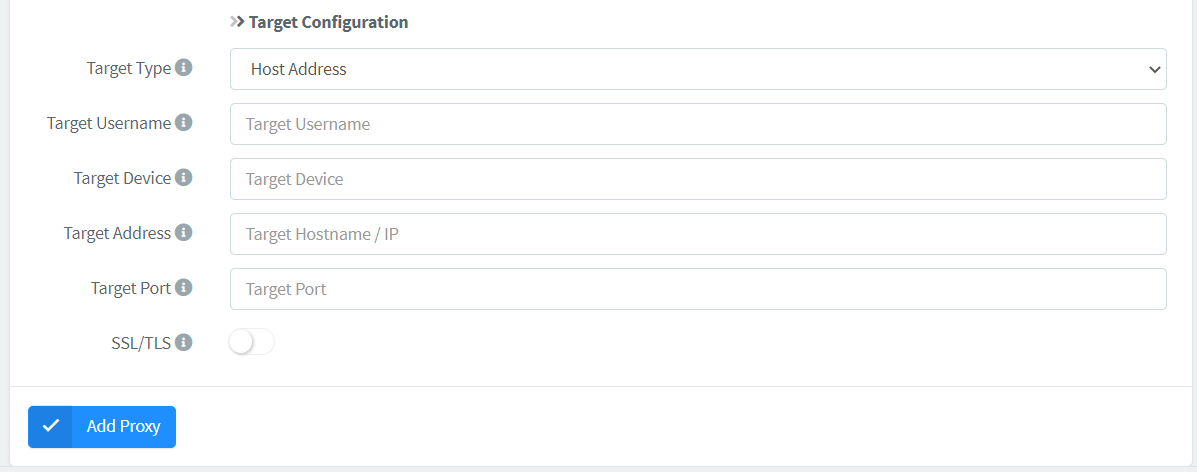 Target Configuration
Target Type
Host Address
Target Username
Target Username
Target Device
Target Device
Target Address
Target Hostname / IP
Target Port
Target Port
SSL/TLS
Add Proxy